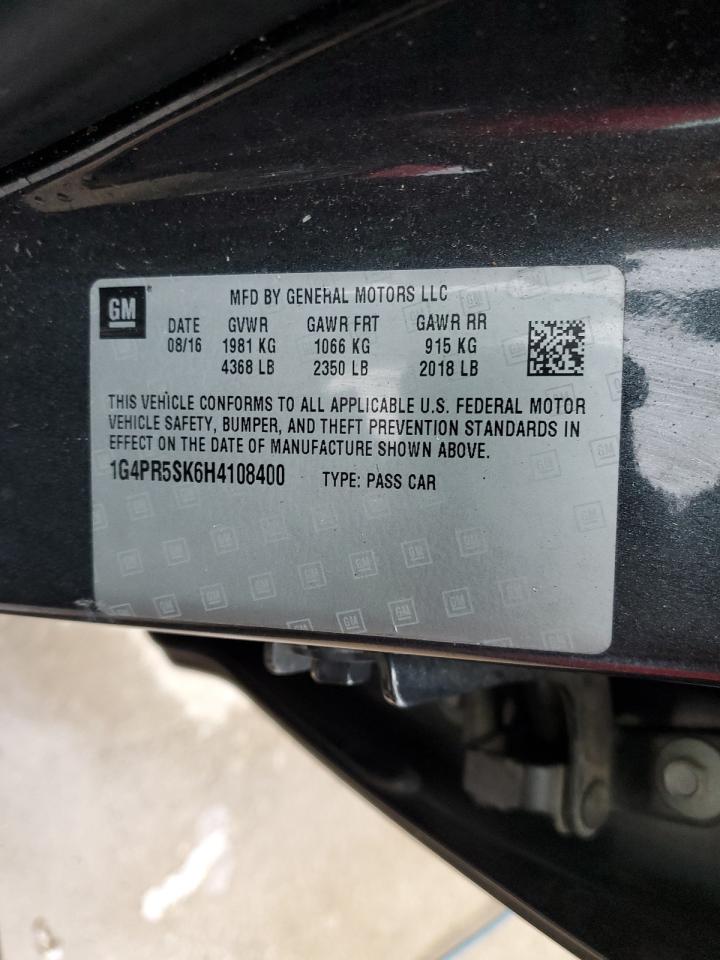 GM
MFD BY GENERAL MOTORS LLC
DATE GVWR GAWR FRT GAWR RR
08/16 1981 KG 1066 KG 915 KG
4368 LB 2350 LB 2018 LB
THIS VEHICLE CONFORMS TO ALL APPLICABLE U.S. FEDERAL MOTOR
VEHICLE SAFETY, BUMPER, AND THEFT PREVENTION STANDARDS IN
EFFECT ON THE DATE OF MANUFACTURE SHOWN ABOVE.
1G4PR5SK6H4108400 TYPE: PASS CAR